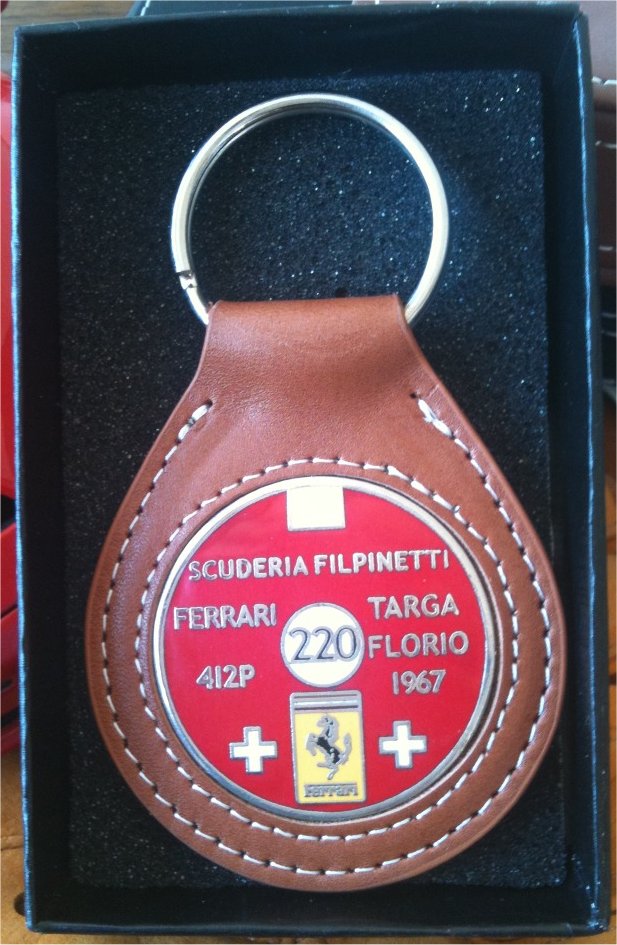 SCUDERIA FILPINETTI
FERRARI
412P
220
TARGA
FLORIO
1967
Ferrari